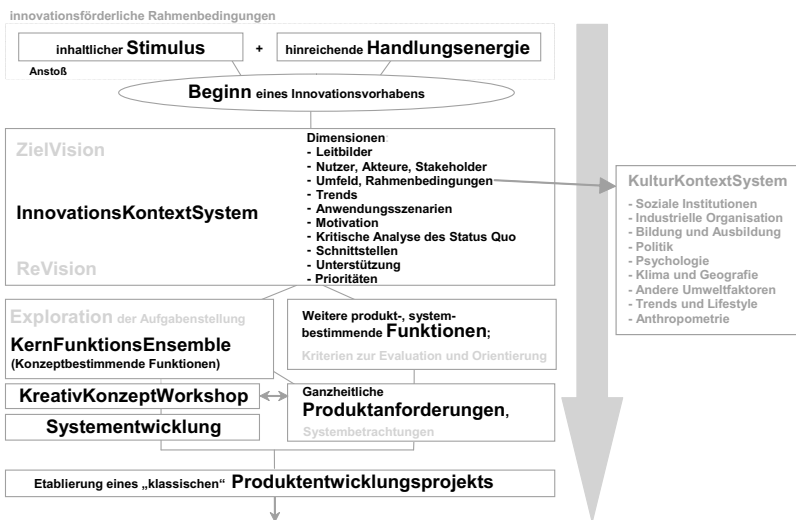 innovationsförderliche Rahmenbedingungen
inhaltlicher Stimulus + hinreichende Handlungsenergie
Anstoß
Beginn eines Innovationsvorhabens
ZielVision
InnovationsKontextSystem
ReVision
Dimensionen:
- Leitbilder
- Nutzer, Akteure, Stakeholder
- Umfeld, Rahmenbedingungen
- Trends
- Anwendungsszenarien
- Motivation
- Kritische Analyse des Status Quo
- Schnittstellen
- Unterstützung
- Prioritäten
KulturKontextSystem
- Soziale Institutionen
- Industrielle Organisation
- Bildung und Ausbildung
- Politik
- Psychologie
- Klima und Geografie
- Andere Umweltfaktoren
- Trends und Lifestyle
- Anthropometrie
Exploration der Aufgabenstellung
KernFunktionsEnsemble
(Konzeptbestimmende Funktionen)
Weitere produkt-, system-
bestimmende Funktionen;
Kriterien zur Evaluation und Orientierung
KreativKonzeptWorkshop
Systementwicklung
Ganzheitliche
Produktanforderungen,
Systembetrachtungen
Etablierung eines „klassischen“ Produktentwicklungsprojekts